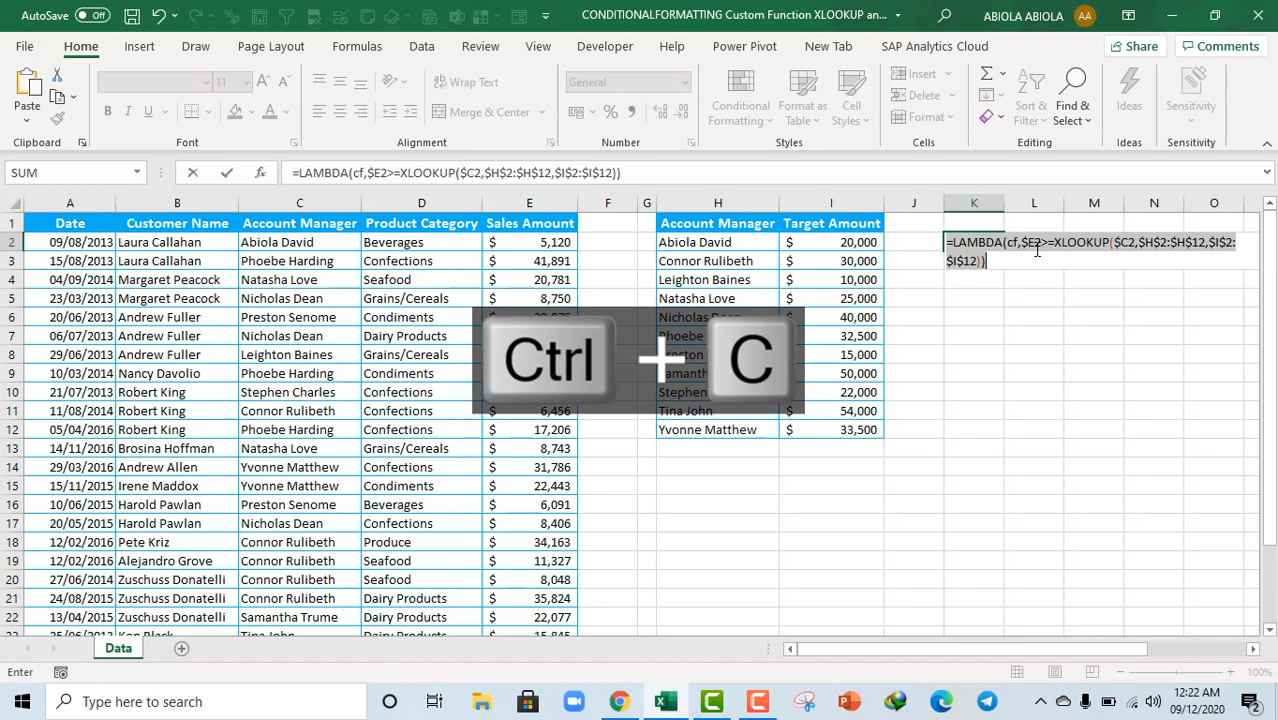 AutoSave Off CONDITIONALFORMATTING Custom Function XLOOKUP an... ABIOLA ABIOLA AA
File Home Insert Draw Page Layout Formulas Data Review View Developer Help Power Pivot New Tab SAP Analytics Cloud Share Comments
Paste
11
B I U
Wrap Text
Merge & Center
General
Conditional Formatting
Format as Table
Cell Styles
Insert
Delete
Format
Sort & Filter
Find & Select
Ideas
Sensitivity
Clipboard Font Alignment Number Styles Cells Editing Ideas Sensitivity
SUM =LAMBDA(cf,$E2>=XLOOKUP($C2,$H$2:$H$12,$I$2:$I$12))
A B C D E F G H I J K L M N O
1 Date Customer Name Account Manager Product Category Sales Amount Account Manager Target Amount
2 09/08/2013 Laura Callahan Abiola David Beverages $ 5,120 Abiola David $ 20,000 =LAMBDA(cf,$E2>=XLOOKUP($C2,$H$2:$H$12,$I$2:
3 15/08/2013 Laura Callahan Phoebe Harding Confections $ 41,891 Connor Rulibeth $ 30,000 $I$12))
4 04/09/2014 Margaret Peacock Natasha Love Seafood $ 20,781 Leighton Baines $ 10,000
5 04/09/2013 Margaret Peacock Nicholas Dean Grains/Cereals $ 8,750 Natasha Love $ 25,000
6 20/06/2013 Andrew Fuller Preston Senome Condiments Nicholas Dean $ 40,000
7 06/07/2013 Andrew Fuller Nicholas Dean Dairy Products Phoebe 32,500
8 29/06/2013 Andrew Fuller Leighton Baines Grains/Cereals 15,000
9 10/07/2013 Nancy Davolio Phoebe Harding Confections 50,000
10 21/07/2013 Robert King Stephen Charles Confections Stephen 22,000
11 11/08/2014 Robert King Connor Rulibeth Confections $ 6,456 Tina John $ 54,000
12 05/04/2016 Robert King Phoebe Harding Confections $ 17,206 Yvonne Matthew $ 33,500
13 14/11/2016 Brosina Hoffman Natasha Love Grains/Cereals $ 8,743
14 29/03/2016 Andrew Allen Yvonne Matthew Confections $ 31,786
15 15/11/2015 Irene Maddox Yvonne Matthew Condiments $ 22,443
16 10/06/2015 Harold Pawlan Preston Senome Beverages $ 6,091
17 20/05/2015 Harold Pawlan Nicholas Dean Confections $ 8,406
18 12/02/2016 Pete Kriz Connor Rulibeth Produce $ 34,163
19 12/02/2016 Alejandro Grove Connor Rulibeth Seafood $ 11,327
20 27/06/2014 Zuschuss Donatelli Connor Rulibeth Seafood $ 8,048
21 24/08/2015 Zuschuss Donatelli Connor Rulibeth Dairy Products $ 35,824
22 13/04/2015 Zuschuss Donatelli Samantha Trume Dairy Products $ 22,077
Ctrl + C
Data
Enter 100%
Type here to search
12:22 AM
09/12/2020
2